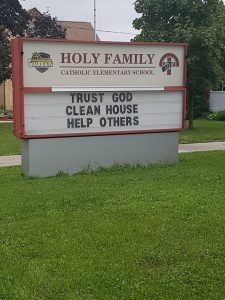 HOLY FAMILY
CATHOLIC ELEMENTARY SCHOOL
TRUST GOD
CLEAN HOUSE
HELP OTHERS